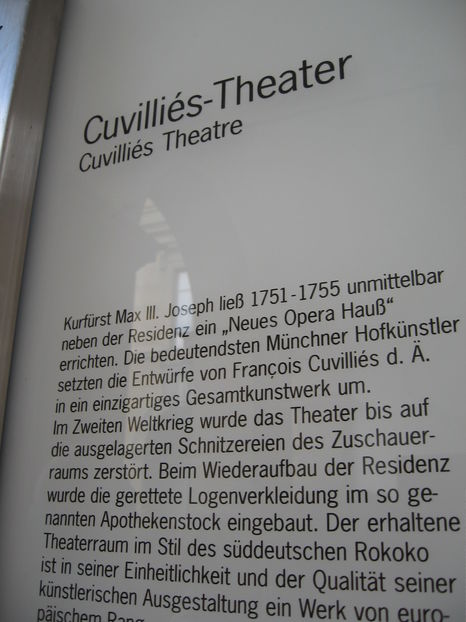 Cuvilliés-Theater
Cuvilliés Theatre
Kurfürst Max III. Joseph ließ 1751-1755 unmittelbar
neben der Residenz ein „Neues Opera Hauß“
errichten. Die bedeutendsten Münchner Hofkünstler
setzten die Entwürfe von François Cuvilliés d. Ä.
in ein einzigartiges Gesamtkunstwerk um.
Im Zweiten Weltkrieg wurde das Theater bis auf
die ausgelagerten Schnitzereien des Zuschauer-
raums zerstört. Beim Wiederaufbau der Residenz
wurde die gerettete Logenverkleidung im so ge-
nannten Apothekenstock eingebaut. Der erhaltene
Theaterraum im Stil des süddeutschen Rokoko
ist in seiner Einheitlichkeit und der Qualität seiner
künstlerischen Ausgestaltung ein Werk von euro-
päischem Rang